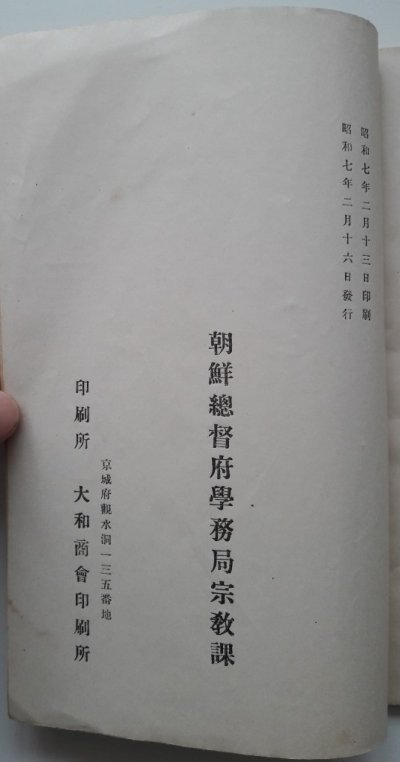 昭和七年二月十三日印刷
昭和七年二月十六日發行
朝鮮總督府學務局宗教課
京城府觀水洞一三五番地
印刷所 大和商會印刷所